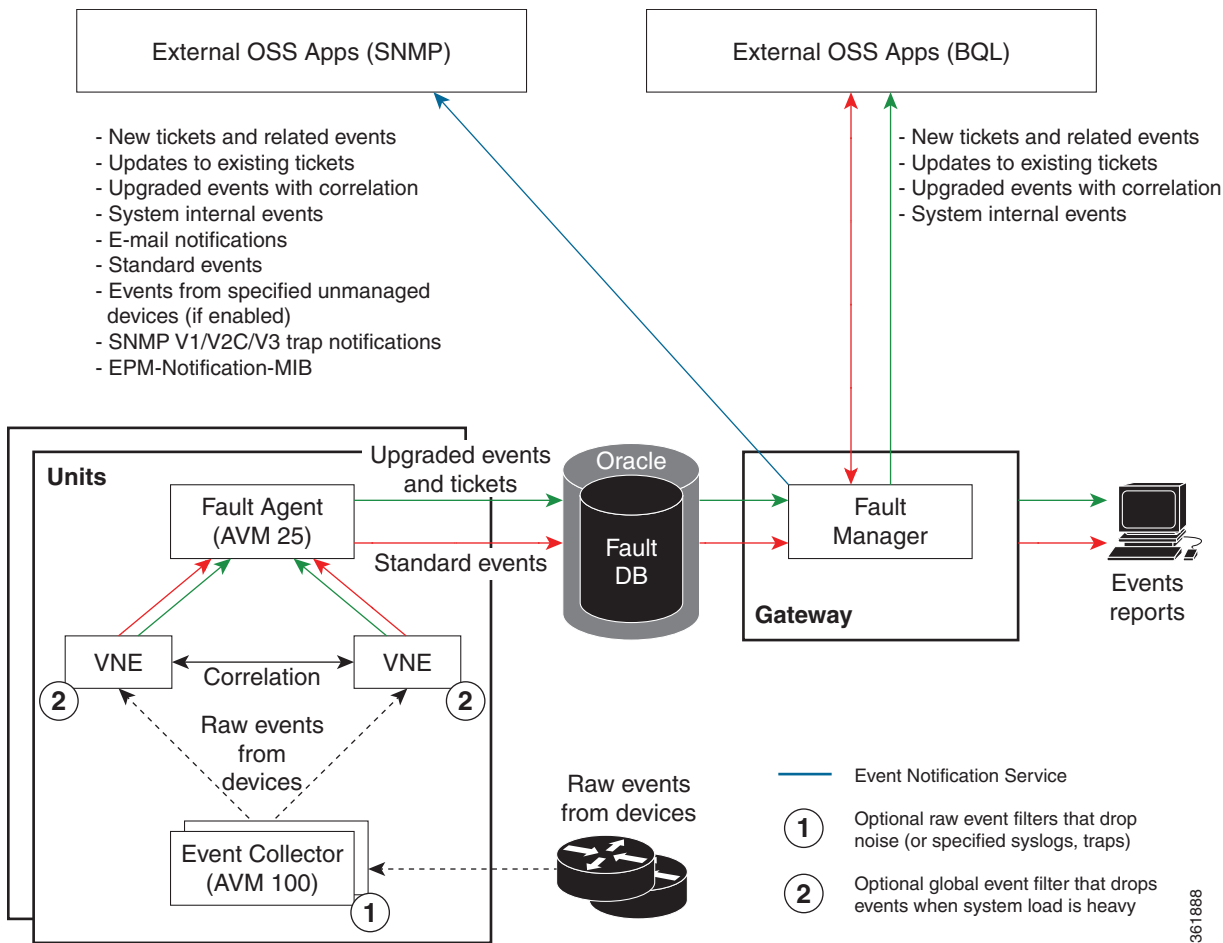 External OSS Apps (SNMP)
External OSS Apps (BQL)
- New tickets and related events
- Updates to existing tickets
- Upgraded events with correlation
- System internal events
- E-mail notifications
- Standard events
- Events from specified unmanaged
devices (if enabled)
- SNMP V1/V2C/V3 trap notifications
- EPM-Notification-MIB
- New tickets and related events
- Updates to existing tickets
- Upgraded events with correlation
- System internal events
Units
Fault Agent
(AVM 25)
Upgraded events
and tickets
Standard events
Oracle
Fault
DB
Fault
Manager
Gateway
Events
reports
VNE
2
Correlation
VNE
2
Raw events
from
devices
Event Collector
(AVM 100)
1
Raw events
from devices
Event Notification Service
1
Optional raw event filters that drop
noise (or specified syslogs, traps)
2
Optional global event filter that drops
events when system load is heavy
361888